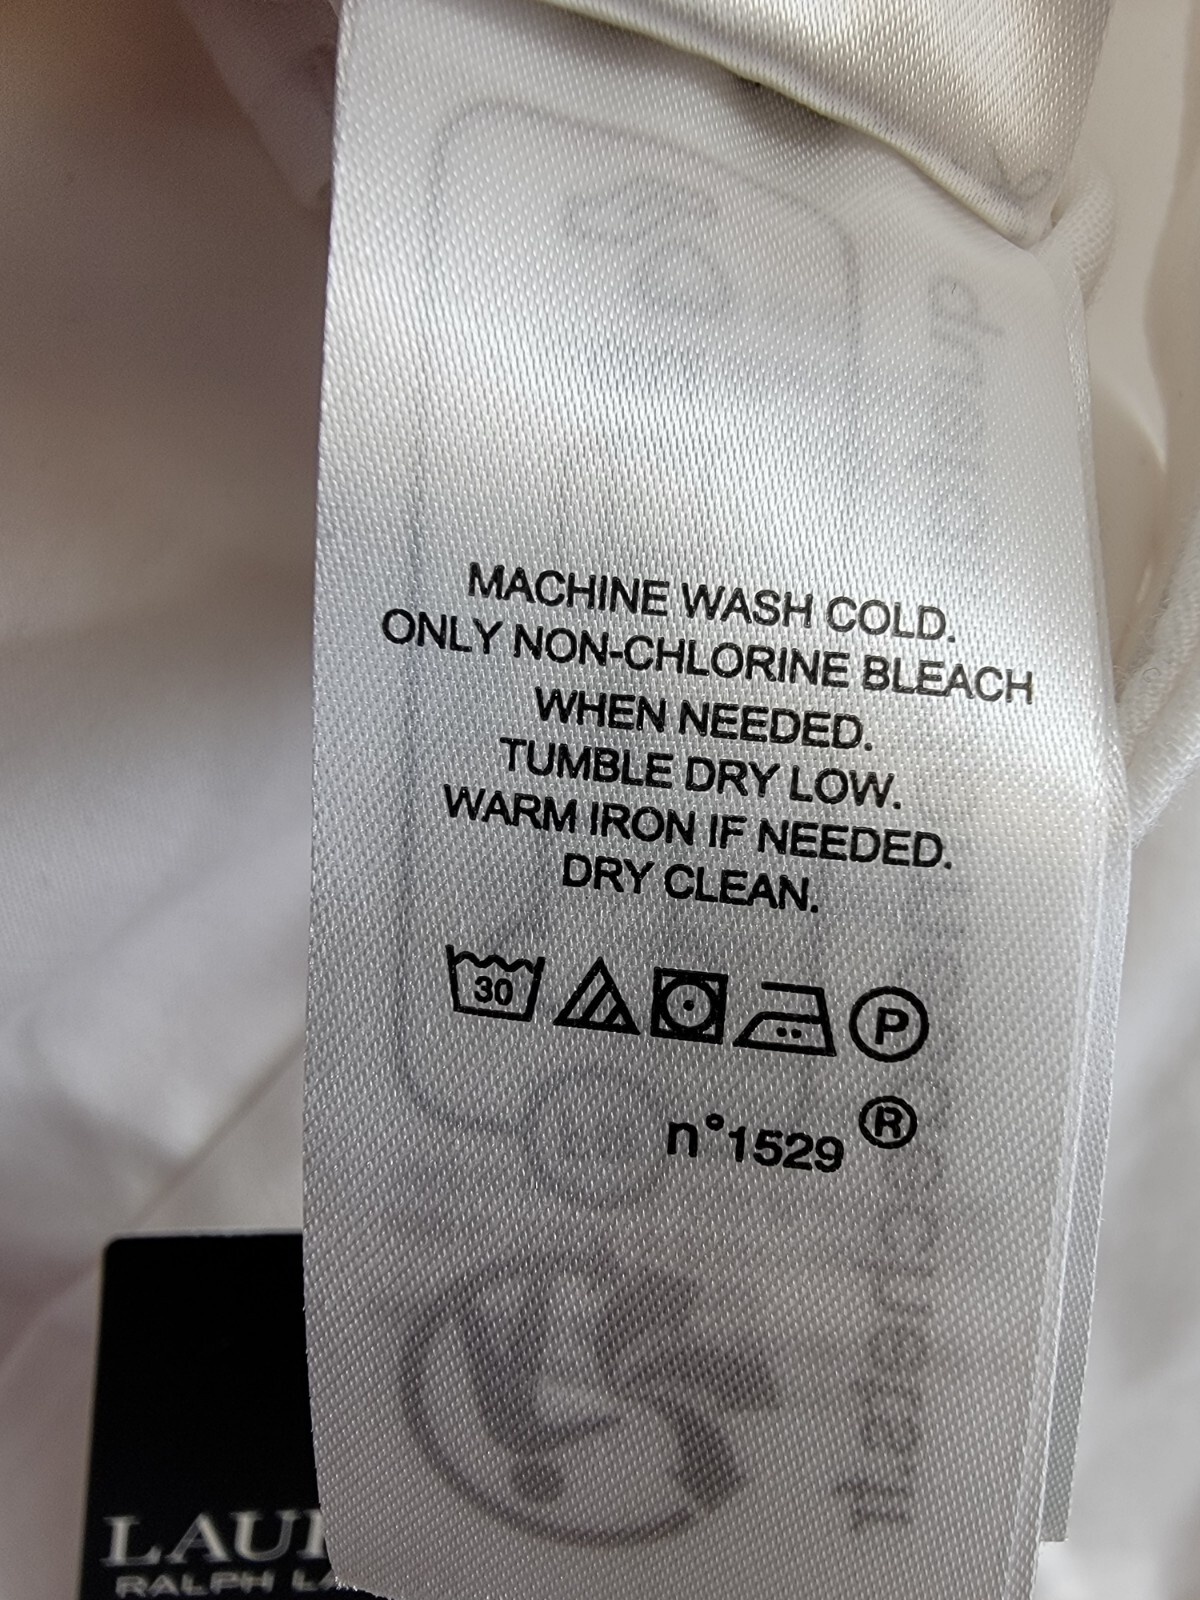 MACHINE WASH COLD.
ONLY NON-CHLORINE BLEACH
WHEN NEEDED.
TUMBLE DRY LOW.
WARM IRON IF NEEDED.
DRY CLEAN.
30 P
n°1529 ®
LAU
RALPH